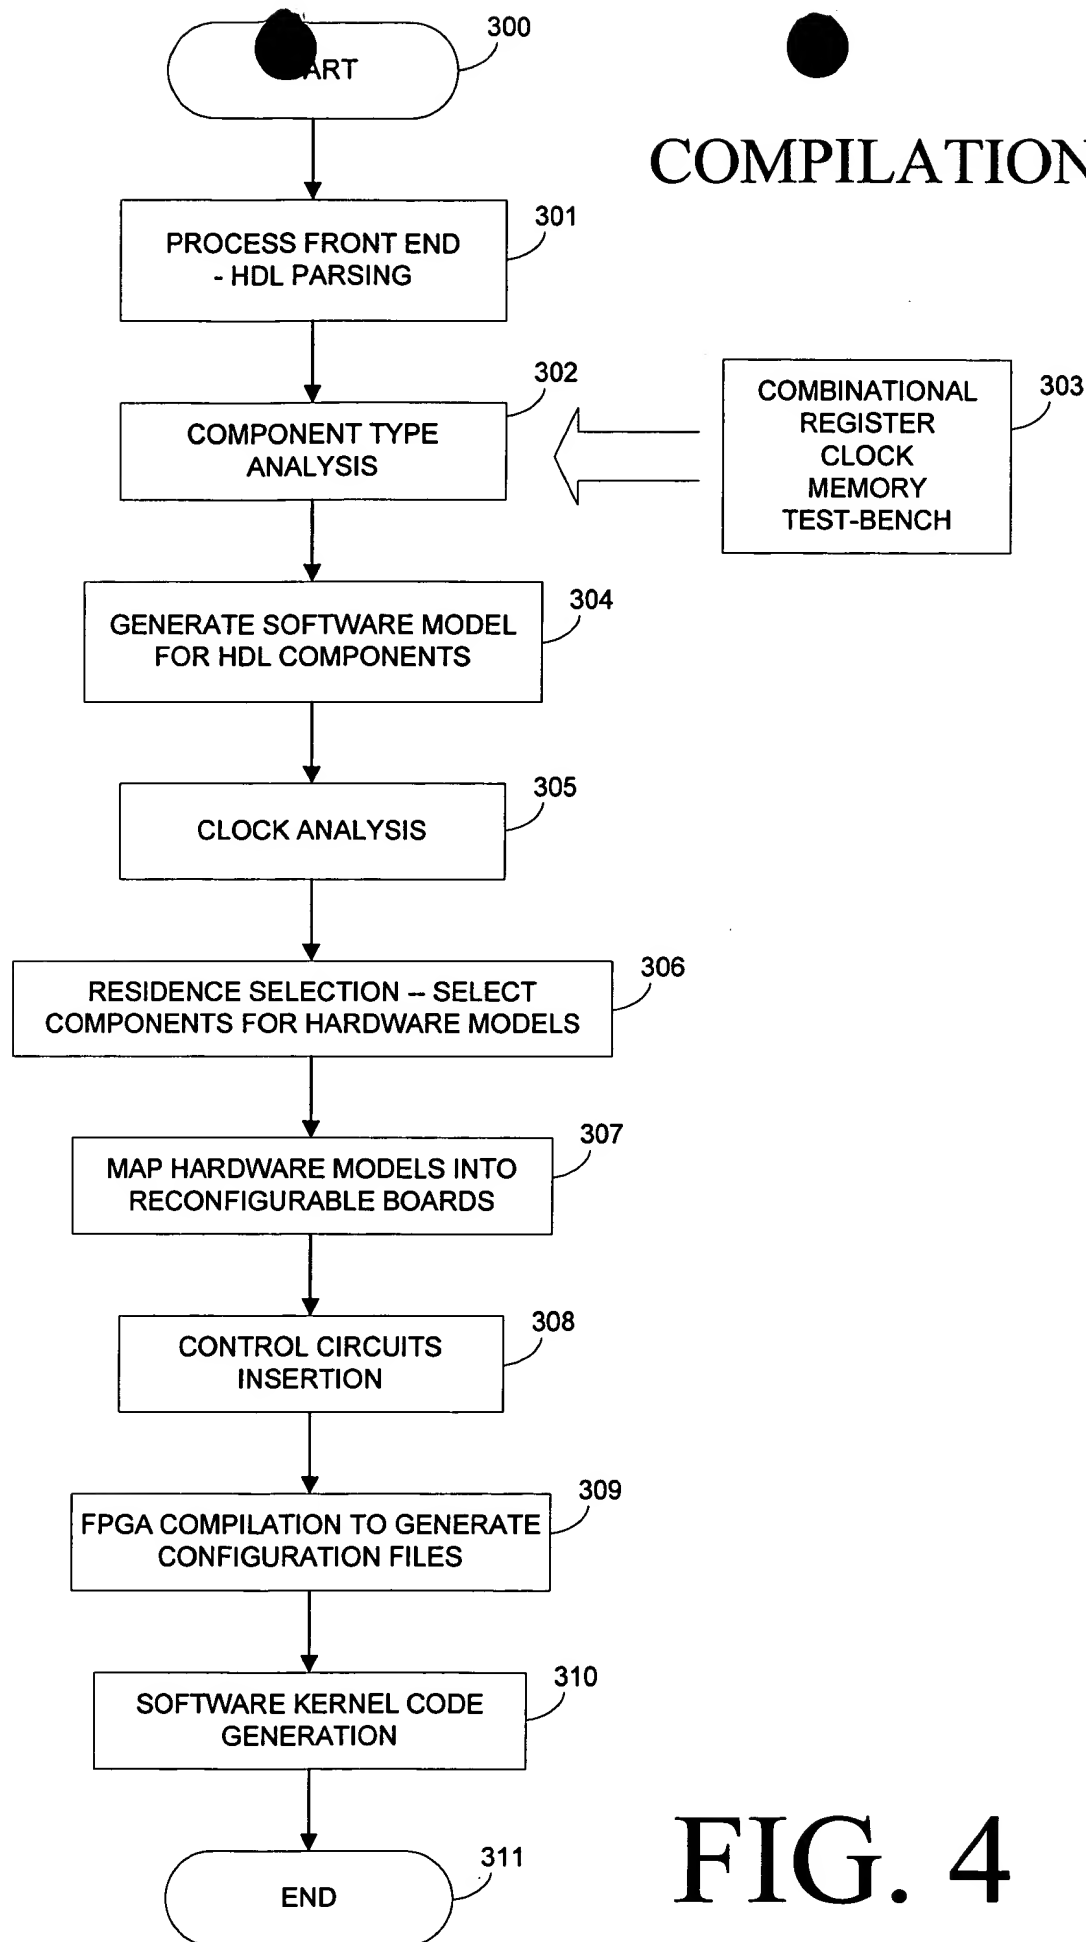 300
ART
COMPILATION
301
PROCESS FRONT END
- HDL PARSING
302
COMPONENT TYPE
ANALYSIS
303
COMBINATIONAL
REGISTER
CLOCK
MEMORY
TEST-BENCH
304
GENERATE SOFTWARE MODEL
FOR HDL COMPONENTS
305
CLOCK ANALYSIS
306
RESIDENCE SELECTION – SELECT
COMPONENTS FOR HARDWARE MODELS
307
MAP HARDWARE MODELS INTO
RECONFIGURABLE BOARDS
308
CONTROL CIRCUITS
INSERTION
309
FPGA COMPILATION TO GENERATE
CONFIGURATION FILES
310
SOFTWARE KERNEL CODE
GENERATION
311
END
FIG. 4